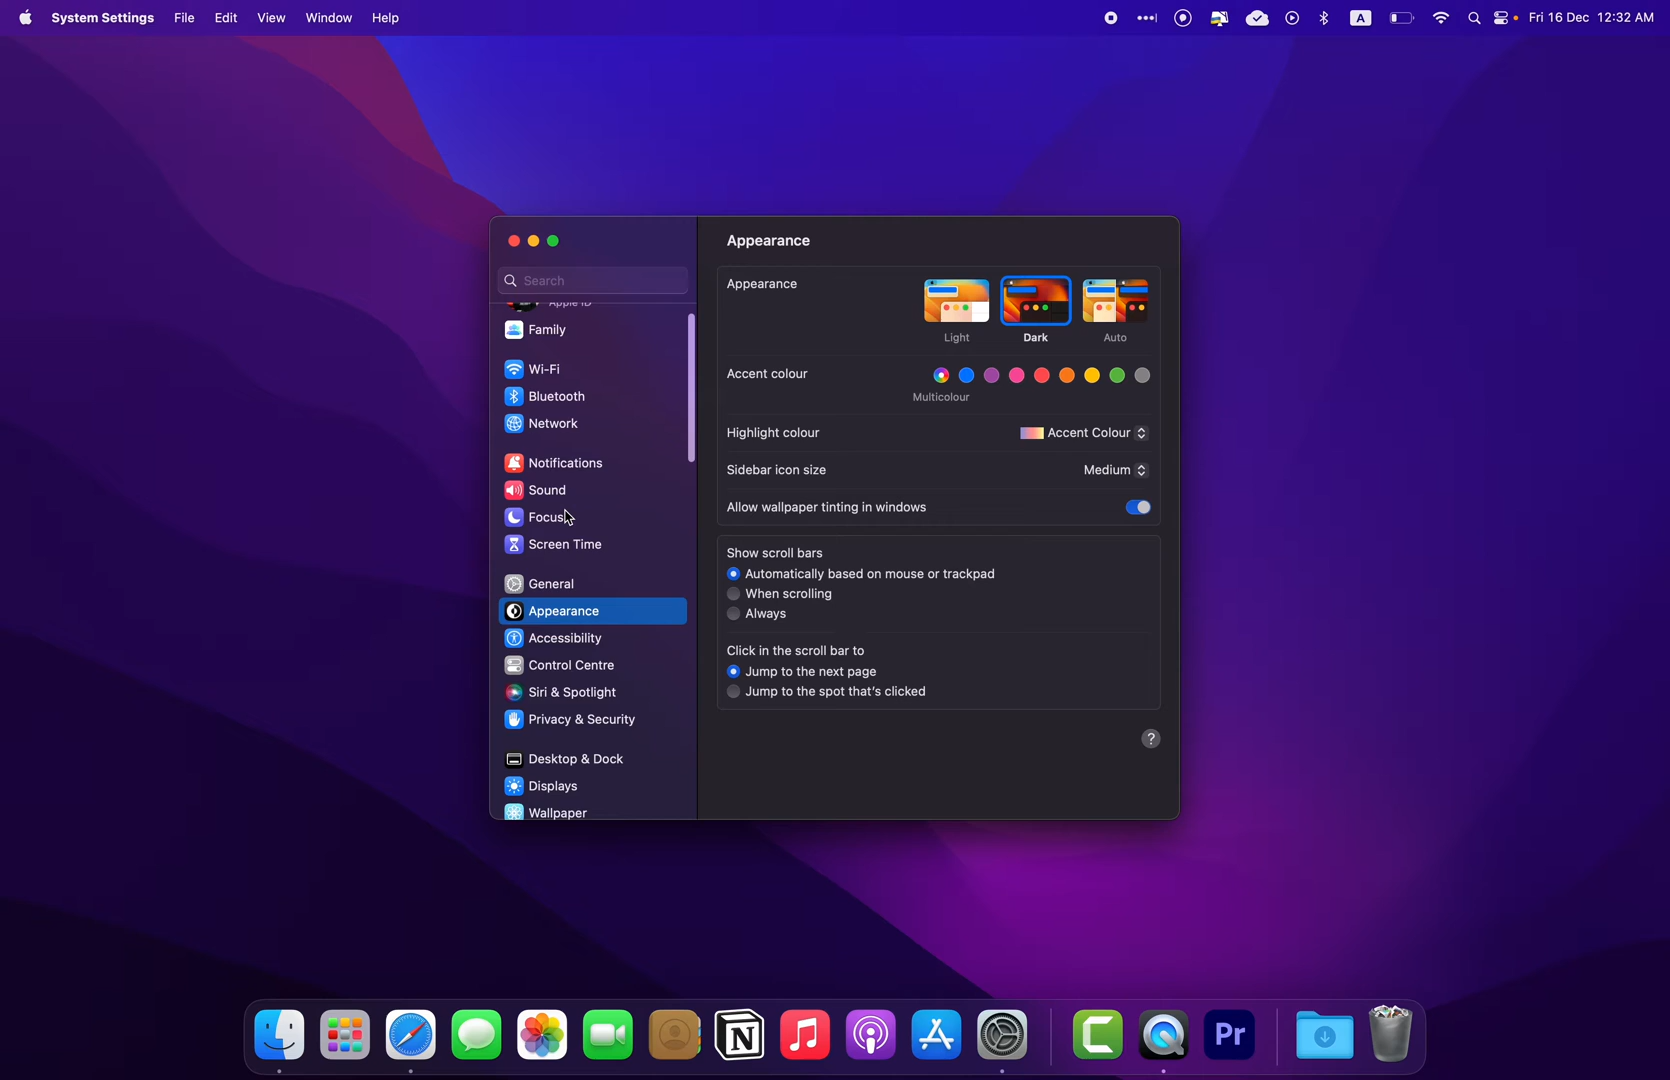 System Settings File Edit View Window Help
A Fri 16 Dec 12:32 AM
Search
Apple ID
Family
Wi-Fi
Bluetooth
Network
Notifications
Sound
Focus
Screen Time
General
Appearance
Accessibility
Control Centre
Siri & Spotlight
Privacy & Security
Desktop & Dock
Displays
Wallpaper
Appearance
Appearance
Light Dark Auto
Accent colour
Multicolour
Highlight colour Accent Colour
Sidebar icon size Medium
Allow wallpaper tinting in windows
Show scroll bars
Automatically based on mouse or trackpad
When scrolling
Always
Click in the scroll bar to
Jump to the next page
Jump to the spot that's clicked
?
N Pr